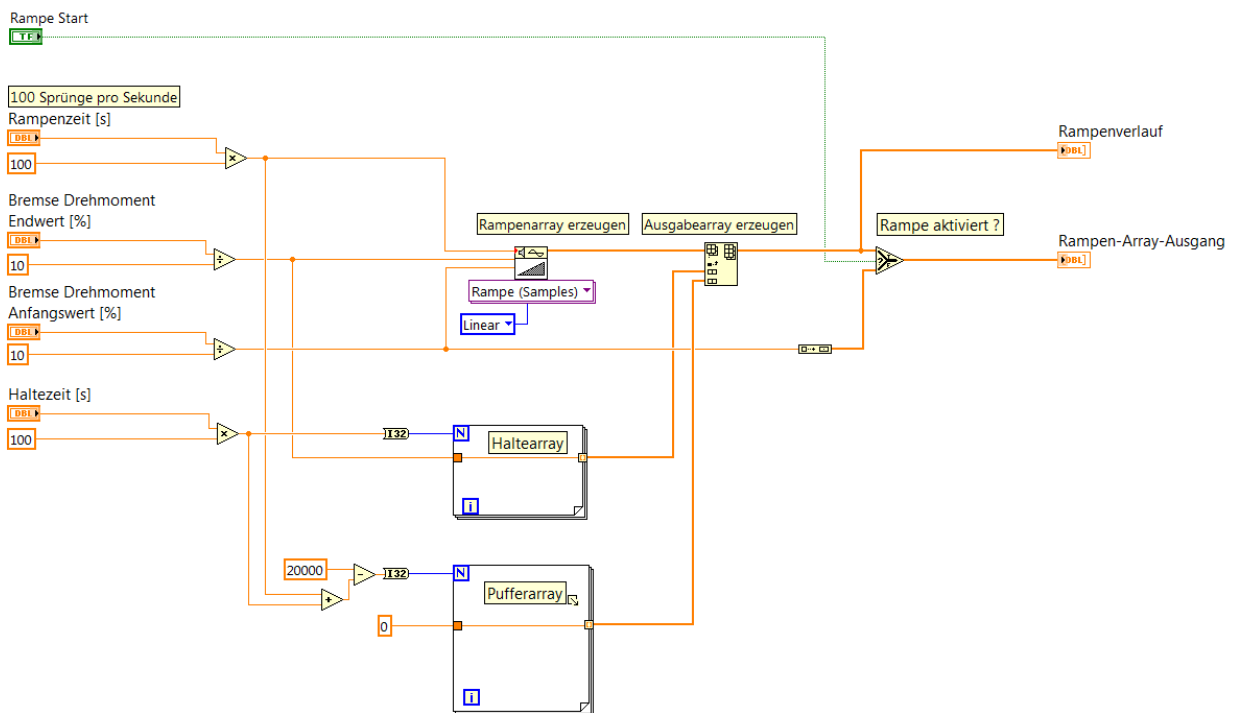 Rampe Start
TF
100 Sprünge pro Sekunde
Rampenzeit [s]
DBL
100
Bremse Drehmoment
Endwert [%]
DBL
10
Bremse Drehmoment
Anfangswert [%]
DBL
10
Haltezeit [s]
DBL
100
Rampenarray erzeugen
Rampe (Samples)
Linear
Ausgabearray erzeugen
Rampe aktiviert ?
Rampenverlauf
DBL
Rampen-Array-Ausgang
DBL
I32
N
Haltearray
i
20000
I32
N
Pufferarray
0
i